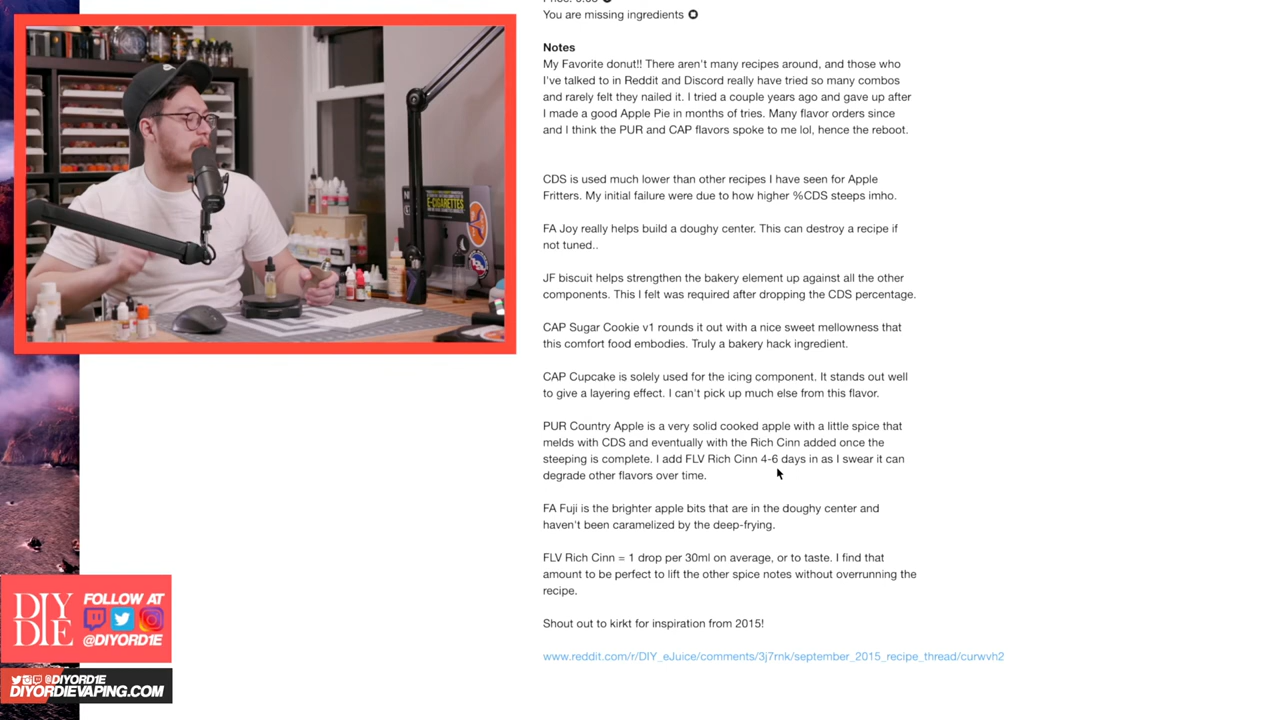 Price: 0.00
You are missing ingredients
Notes
My Favorite donut!! There aren't many recipes around, and those who
I've talked to in Reddit and Discord really have tried so many combos
and rarely felt they nailed it. I tried a couple years ago and gave up after
I made a good Apple Pie in months of tries. Many flavor orders since
and I think the PUR and CAP flavors spoke to me lol, hence the reboot.
CDS is used much lower than other recipes I have seen for Apple
Fritters. My initial failure were due to how higher %CDS steeps imho.
FA Joy really helps build a doughy center. This can destroy a recipe if
not tuned..
JF biscuit helps strengthen the bakery element up against all the other
components. This I felt was required after dropping the CDS percentage.
CAP Sugar Cookie v1 rounds it out with a nice sweet mellowness that
this comfort food embodies. Truly a bakery hack ingredient.
CAP Cupcake is solely used for the icing component. It stands out well
to give a layering effect. I can't pick up much else from this flavor.
PUR Country Apple is a very solid cooked apple with a little spice that
melds with CDS and eventually with the Rich Cinn added once the
steeping is complete. I add FLV Rich Cinn 4-6 days in as I swear it can
degrade other flavors over time.
FA Fuji is the brighter apple bits that are in the doughy center and
haven't been caramelized by the deep-frying.
FLV Rich Cinn = 1 drop per 30ml on average, or to taste. I find that
amount to be perfect to lift the other spice notes without overrunning the
recipe.
Shout out to kirkt for inspiration from 2015!
www.reddit.com/r/DIY_eJuice/comments/3j7rnk/september_2015_recipe_thread/curwvh2
E-CIGARETTES
DIY
DIE
FOLLOW AT
@DIYORD1E
@DIYORD1E
DIYORDIEVAPING.COM